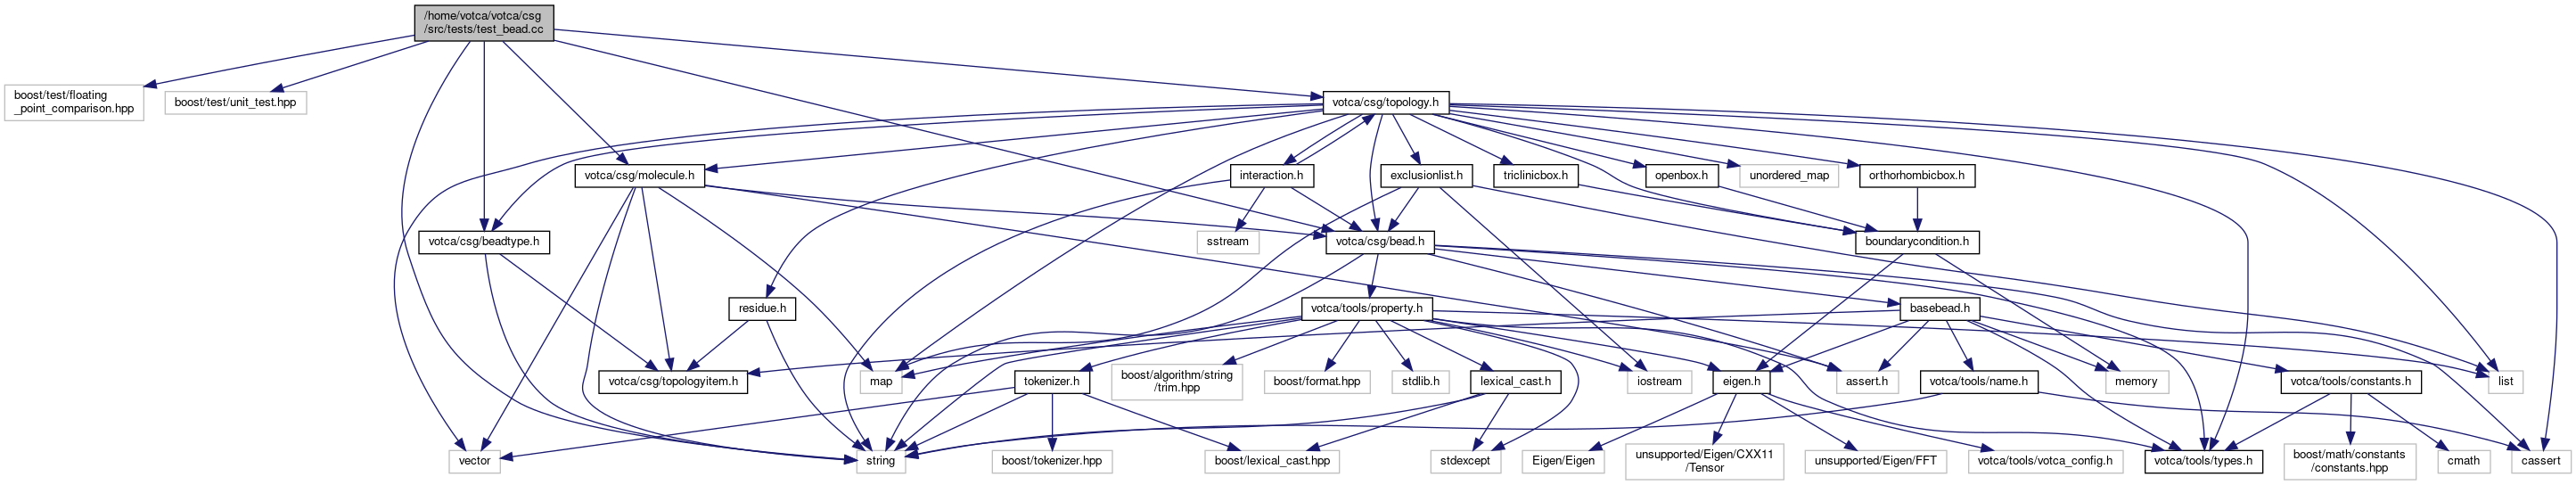 /home/votca/votca/csg
/src/tests/test_bead.cc
boost/test/floating
_point_comparison.hpp
boost/test/unit_test.hpp
votca/csg/topology.h
votca/csg/molecule.h
interaction.h
exclusionlist.h
triclinicbox.h
openbox.h
unordered_map
orthorhombicbox.h
votca/csg/beadtype.h
sstream
votca/csg/bead.h
boundarycondition.h
residue.h
votca/tools/property.h
basebead.h
votca/csg/topologyitem.h
map
tokenizer.h
boost/algorithm/string
/trim.hpp
boost/format.hpp
stdlib.h
lexical_cast.h
iostream
eigen.h
assert.h
votca/tools/name.h
memory
votca/tools/constants.h
list
vector
string
boost/tokenizer.hpp
boost/lexical_cast.hpp
stdexcept
Eigen/Eigen
unsupported/Eigen/CXX11
/Tensor
unsupported/Eigen/FFT
votca/tools/votca_config.h
votca/tools/types.h
boost/math/constants
/constants.hpp
cmath
cassert